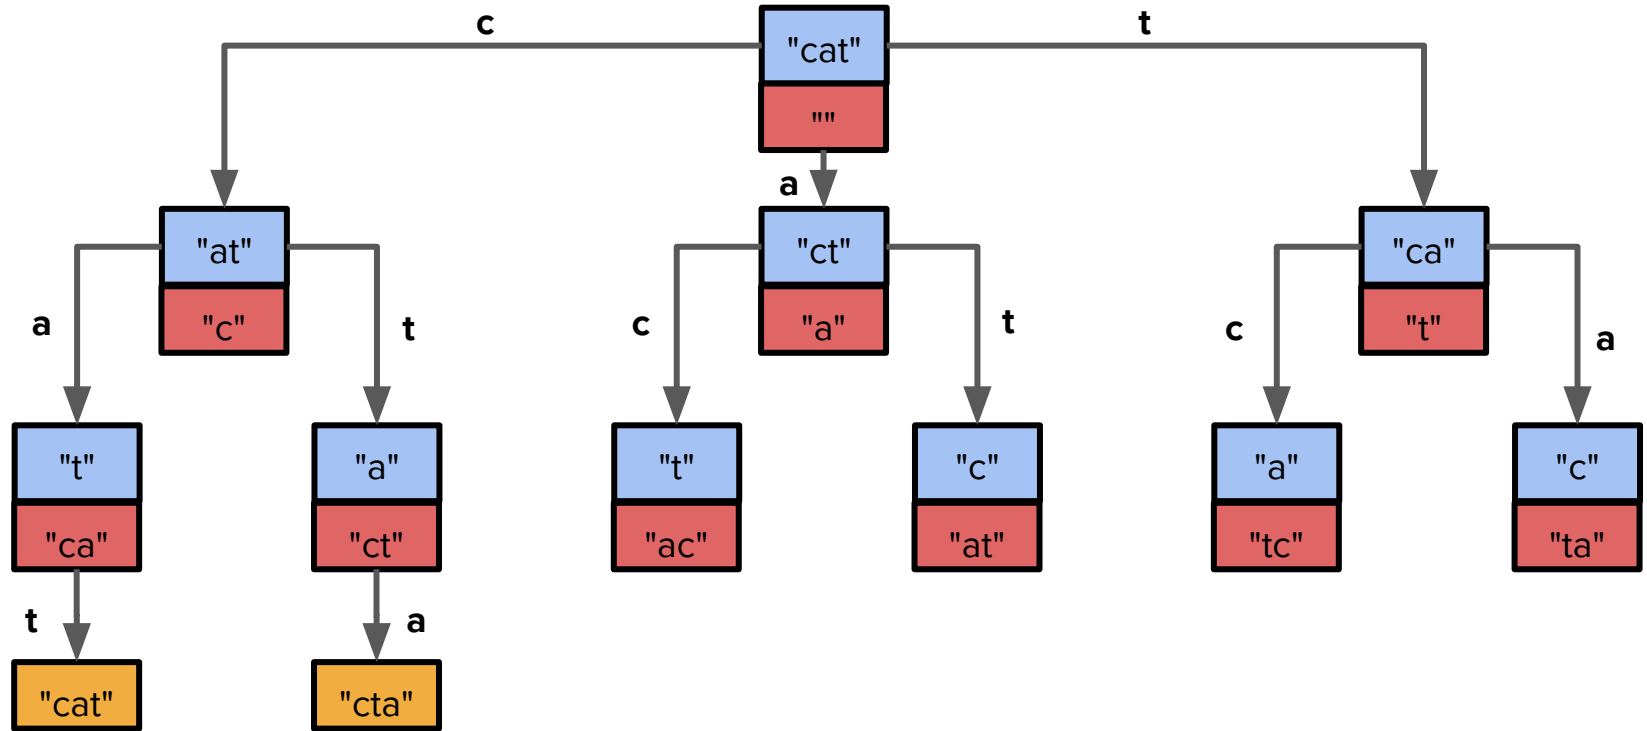 c
t
"cat"
""
a
"at"
"ct"
"ca"
"c"
"a"
"t"
a
t
c
t
c
a
"t"
"a"
"t"
"c"
"a"
"c"
"ca"
"ct"
"ac"
"at"
"tc"
"ta"
t
a
"cat"
"cta"